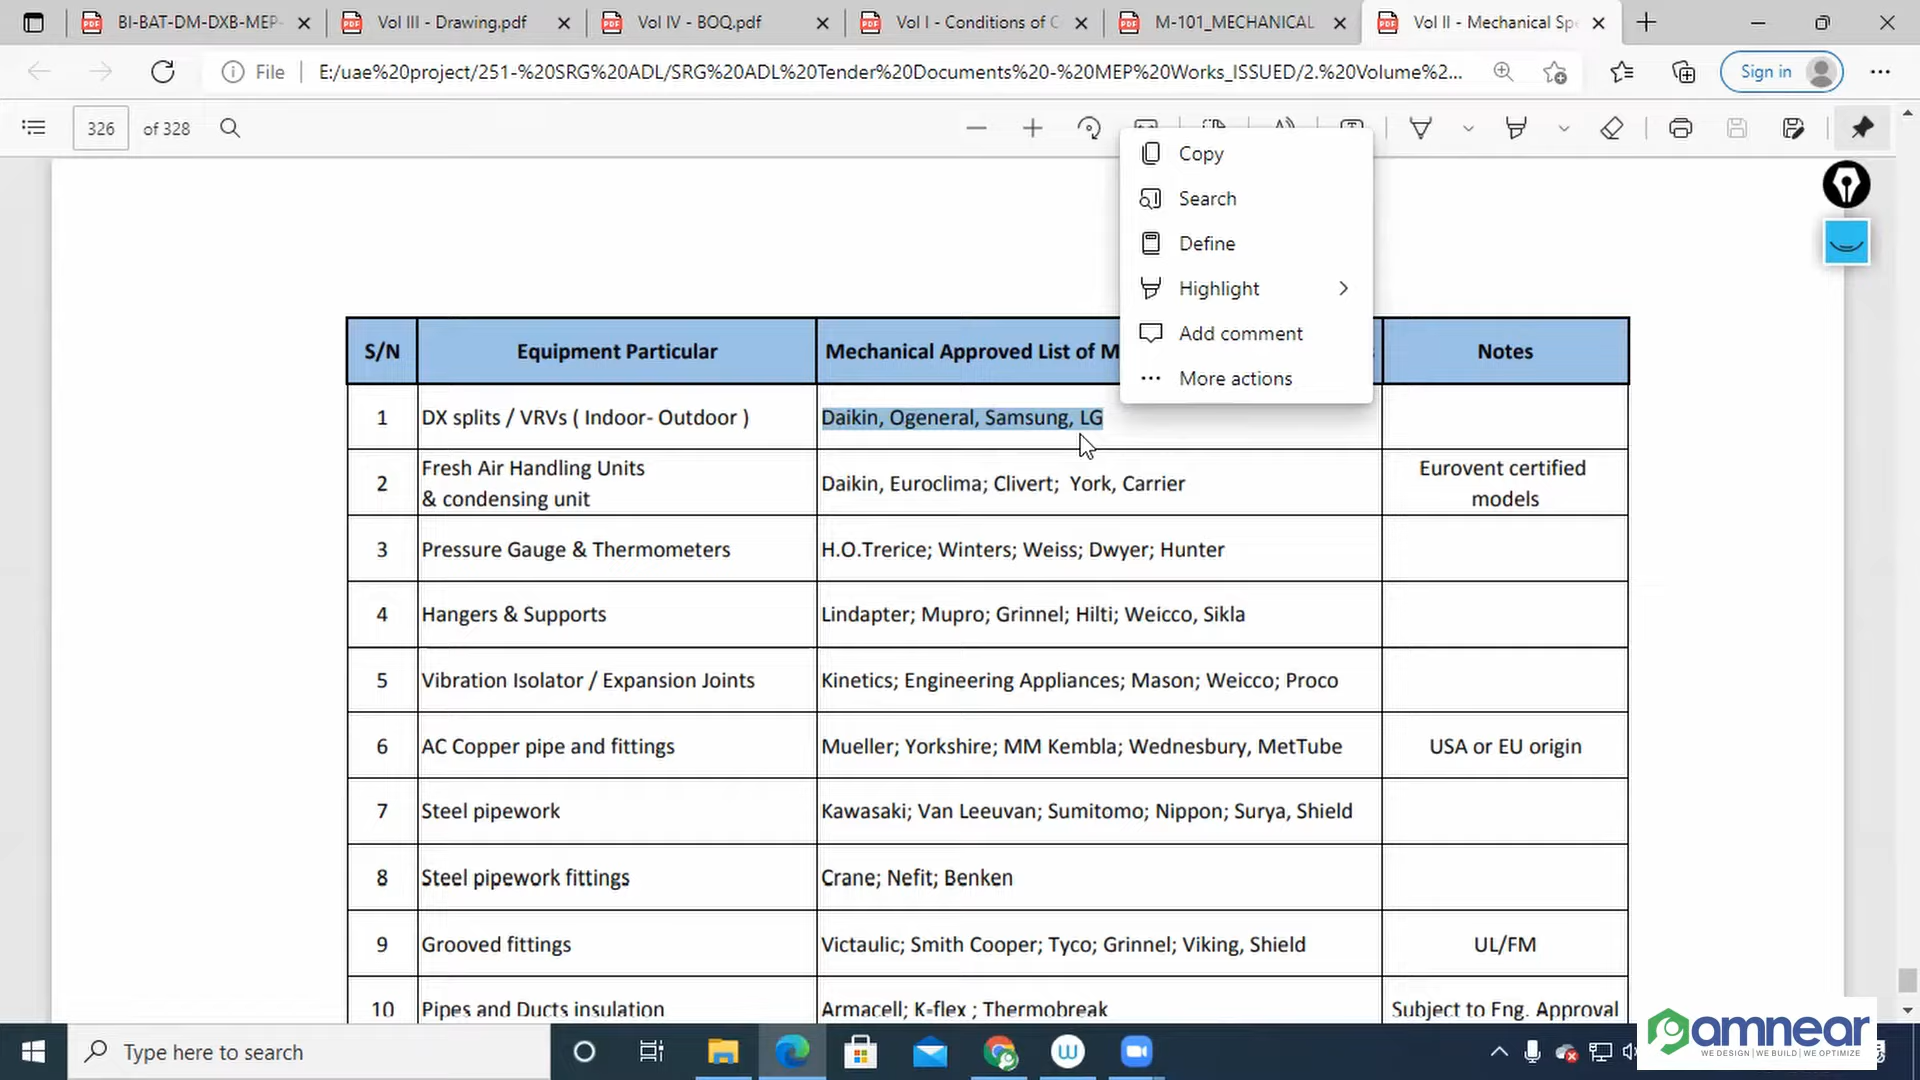 BI-BAT-DM-DXB-MEP-
Vol III - Drawing.pdf
Vol IV - BOQ.pdf
Vol I - Conditions of C
M-101_MECHANICAL
Vol II - Mechanical Spe
File
E:/uae%20project/251-%20SRG%20ADL/SRG%20ADL%20Tender%20Documents%20-%20MEP%20Works_ISSUED/2.%20Volume%2...
Sign in
326 of 328
Copy
Search
Define
Highlight
Add comment
More actions
S/N Equipment Particular Mechanical Approved List of M Notes
1 DX splits / VRVs ( Indoor- Outdoor ) Daikin, Ogeneral, Samsung, LG
2 Fresh Air Handling Units
& condensing unit Daikin, Euroclima; Clivert; York, Carrier Eurovent certified
models
3 Pressure Gauge & Thermometers H.O.Trerice; Winters; Weiss; Dwyer; Hunter
4 Hangers & Supports Lindapter; Mupro; Grinnel; Hilti; Weicco, Sikla
5 Vibration Isolator / Expansion Joints Kinetics; Engineering Appliances; Mason; Weicco; Proco
6 AC Copper pipe and fittings Mueller; Yorkshire; MM Kembla; Wednesbury, MetTube USA or EU origin
7 Steel pipework Kawasaki; Van Leeuvan; Sumitomo; Nippon; Surya, Shield
8 Steel pipework fittings Crane; Nefit; Benken
9 Grooved fittings Victaulic; Smith Cooper; Tyco; Grinnel; Viking, Shield UL/FM
10 Pipes and Ducts insulation Armacell; K-flex ; Thermobreak Subject to Eng. Approval
Type here to search
amnear
WE DESIGN | WE BUILD | WE OPTIMIZE